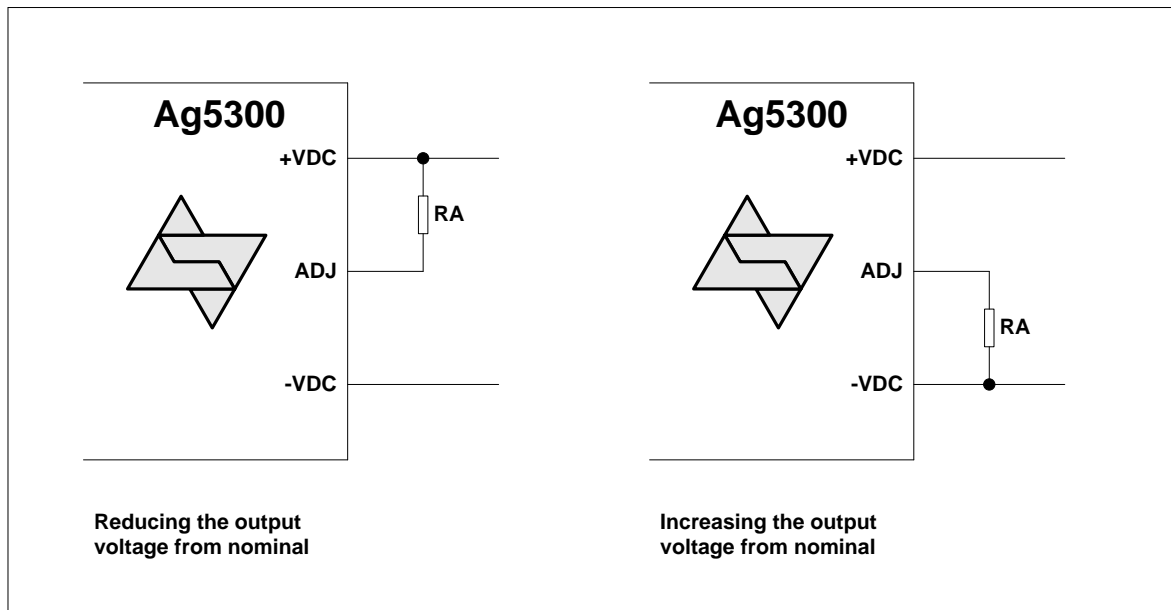 Ag5300
+VDC
RA
ADJ
-VDC
Reducing the output
voltage from nominal
Ag5300
+VDC
ADJ
RA
-VDC
Increasing the output
voltage from nominal